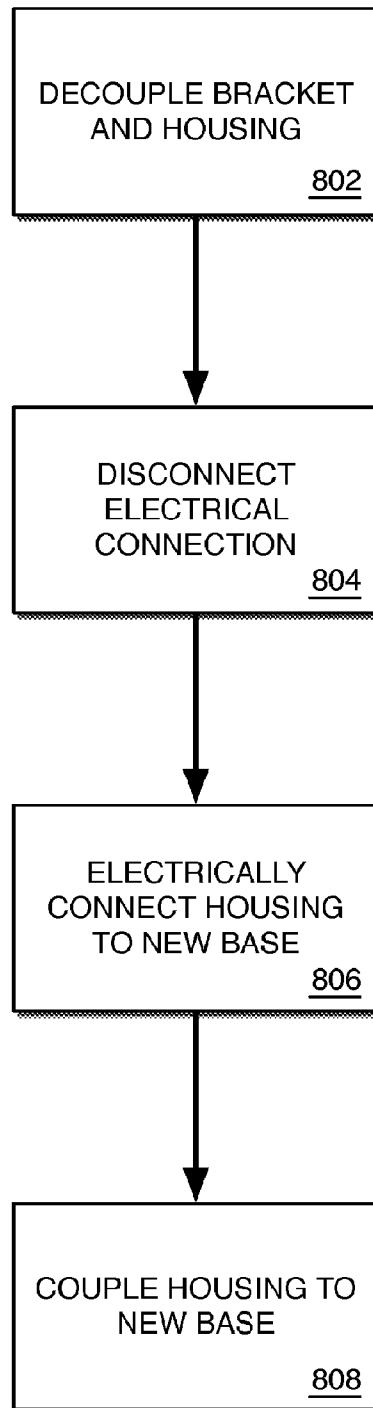 DECOUPLE BRACKET
AND HOUSING
802
DISCONNECT
ELECTRICAL
CONNECTION
804
ELECTRICALLY
CONNECT HOUSING
TO NEW BASE
806
COUPLE HOUSING TO
NEW BASE
808